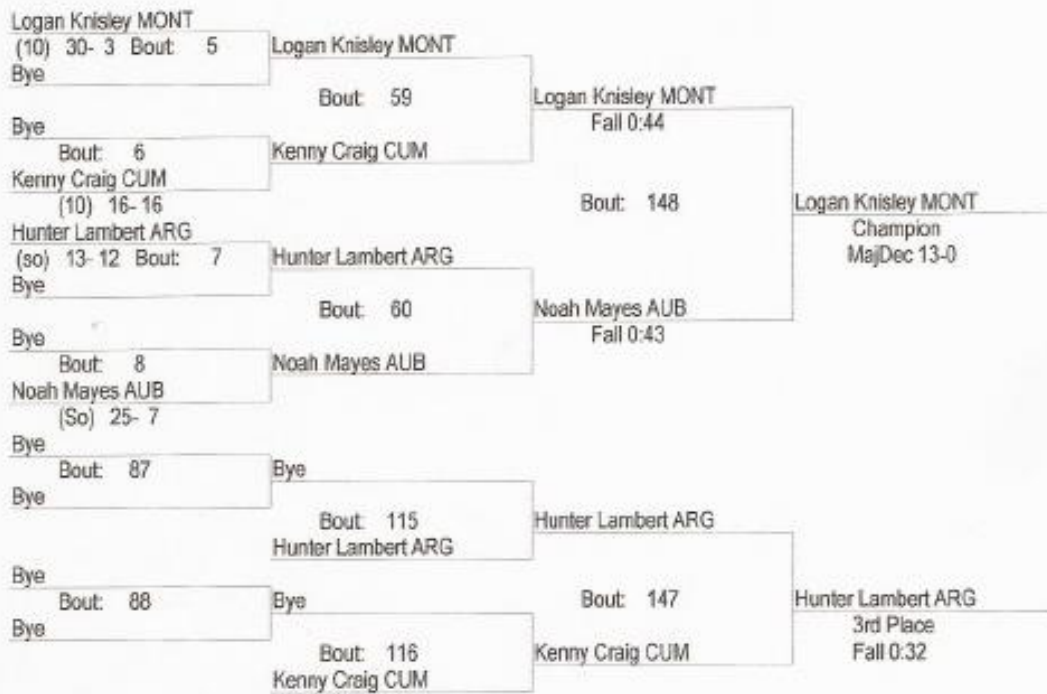 Logan Knisley MONT
(10) 30- 3 Bout: 5
Bye
Bye
Bout: 6
Kenny Craig CUM
(10) 16- 16
Hunter Lambert ARG
(so) 13- 12 Bout: 7
Bye
Bye
Bout: 8
Noah Mayes AUB
(So) 25- 7
Bye
Bout: 87
Bye
Bye
Bout: 88
Bye
Logan Knisley MONT
Bout: 59
Kenny Craig CUM
Hunter Lambert ARG
Bout: 60
Noah Mayes AUB
Bye
Bout: 115
Hunter Lambert ARG
Bye
Bout: 116
Kenny Craig CUM
Logan Knisley MONT
Fall 0:44
Bout: 148
Noah Mayes AUB
Fall 0:43
Hunter Lambert ARG
Bout: 147
Kenny Craig CUM
Logan Knisley MONT
Champion
MajDec 13-0
Hunter Lambert ARG
3rd Place
Fall 0:32